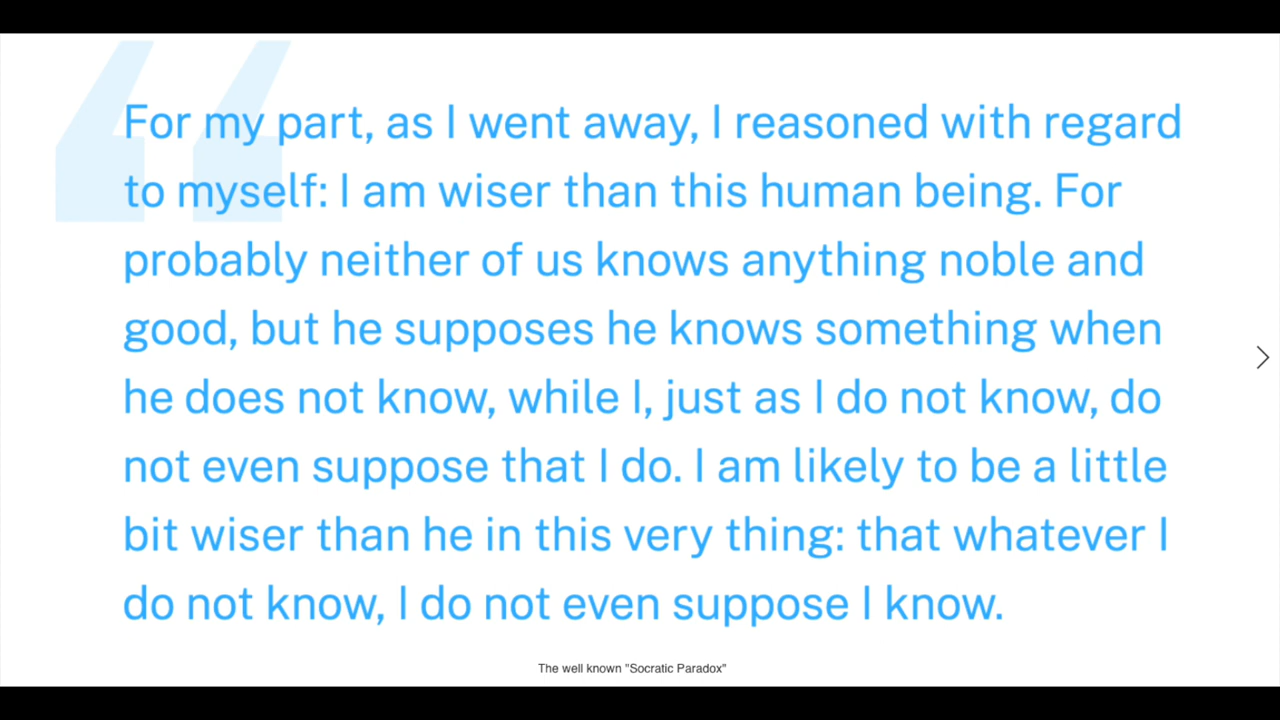 For my part, as I went away, I reasoned with regard
to myself: I am wiser than this human being. For
probably neither of us knows anything noble and
good, but he supposes he knows something when
he does not know, while I, just as I do not know, do
not even suppose that I do. I am likely to be a little
bit wiser than he in this very thing: that whatever I
do not know, I do not even suppose I know.
The well known "Socratic Paradox"